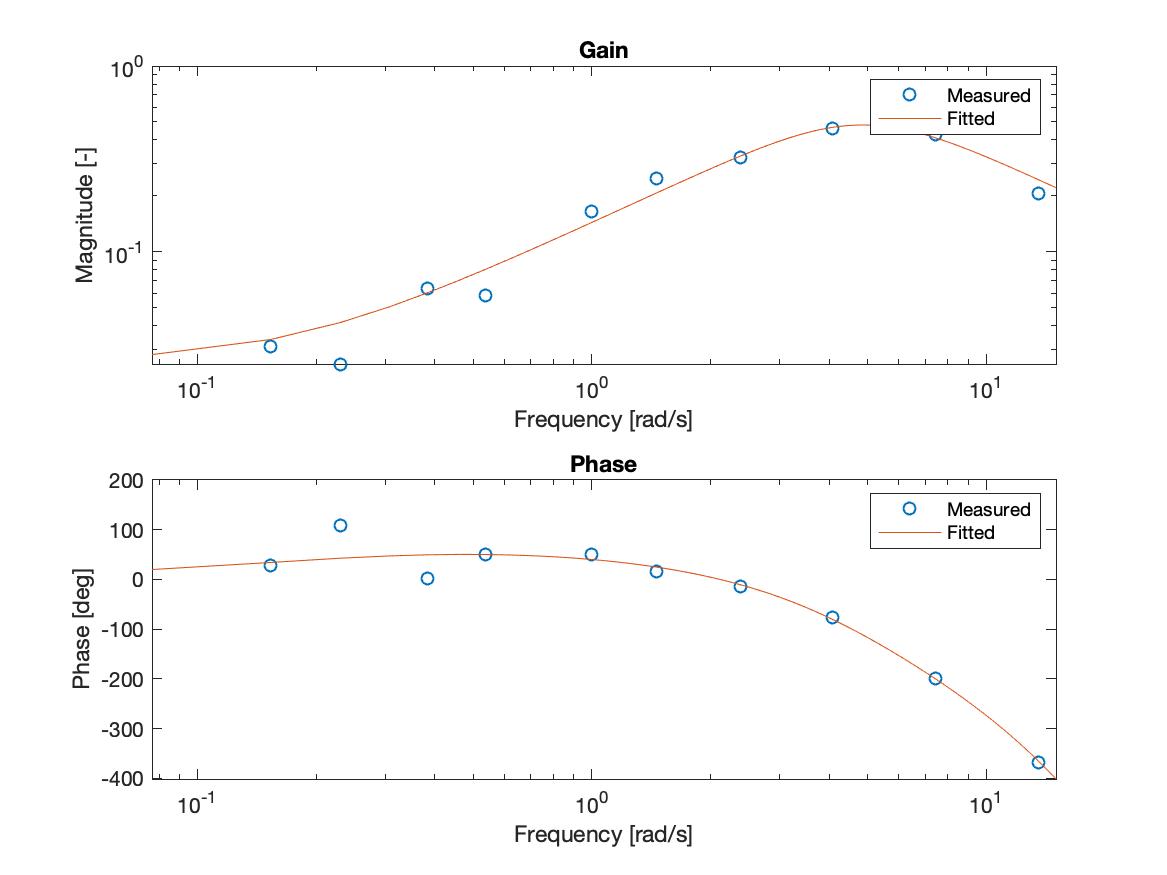 Gain
10^0
Measured
Fitted
Magnitude [-]
10^-1
10^-1
10^0
10^1
Frequency [rad/s]
Phase
200
Measured
Fitted
100
0
Phase [deg]
-100
-200
-300
-400
10^-1
10^0
10^1
Frequency [rad/s]